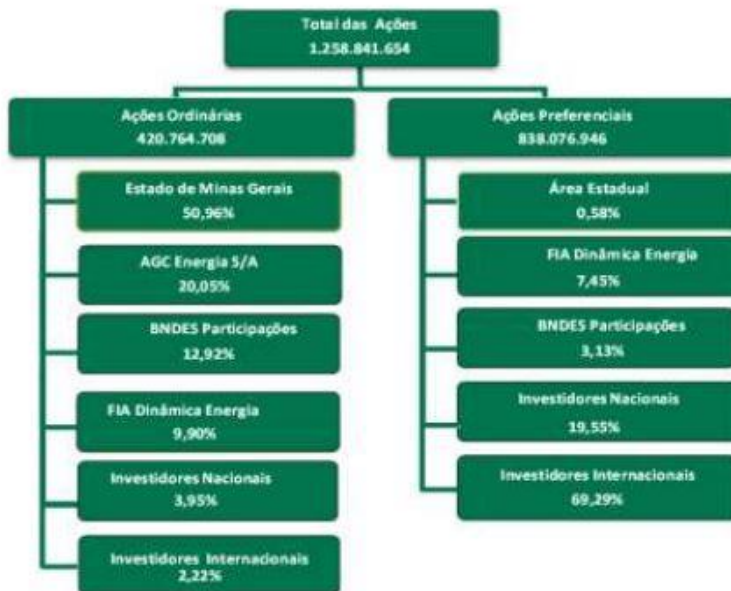 Total das Ações
1.258.841.654
Ações Ordinárias
420.764.708
Estado de Minas Gerais
50,96%
AGC Energia S/A
20,05%
BNDES Participações
12,92%
FIA Dinâmica Energia
9,90%
Investidores Nacionais
3,95%
Investidores Internacionais
2,22%
Ações Preferenciais
838.076.946
Área Estadual
0,58%
FIA Dinâmica Energia
7,45%
BNDES Participações
3,13%
Investidores Nacionais
19,55%
Investidores Internacionais
69,29%